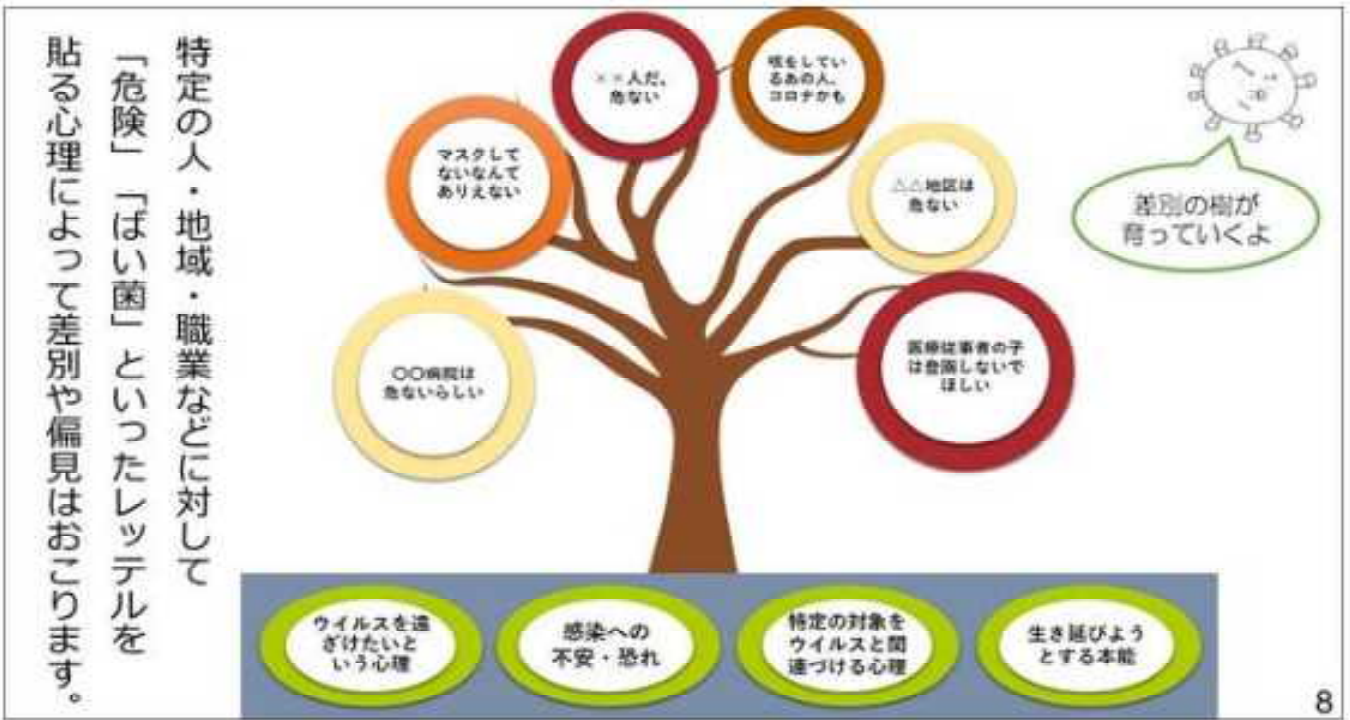 特定の人・地域・職業などに対して
「危険」「ばい菌」といったレッテルを
貼る心理によって差別や偏見はおこります。
××人だ、
危ない
咳をしてい
るあの人、
コロナかも
マスクして
ないなんて
ありえない
△△地区は
危ない
〇〇病院は
危ないらしい
医療従事者の子
は登園しないで
ほしい
差別の樹が
育っていくよ
ウイルスを遠
ざけたいと
いう心理
感染への
不安・恐れ
特定の対象を
ウイルスと関
連づける心理
生き延びよう
とする本能
8